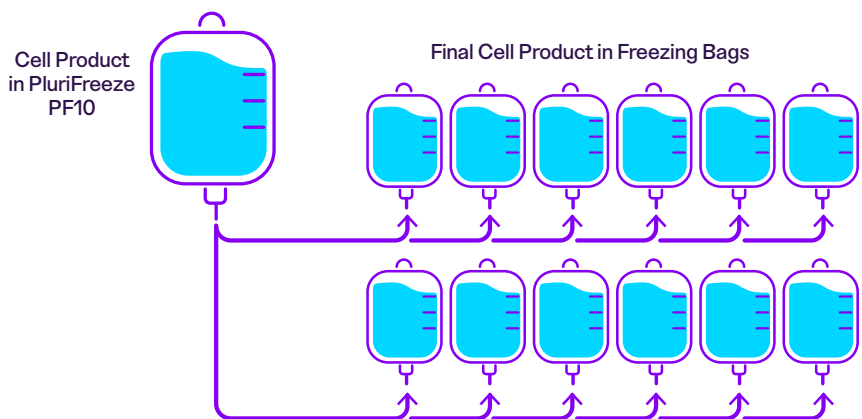 Cell Product
in PluriFreeze
PF10
Final Cell Product in Freezing Bags